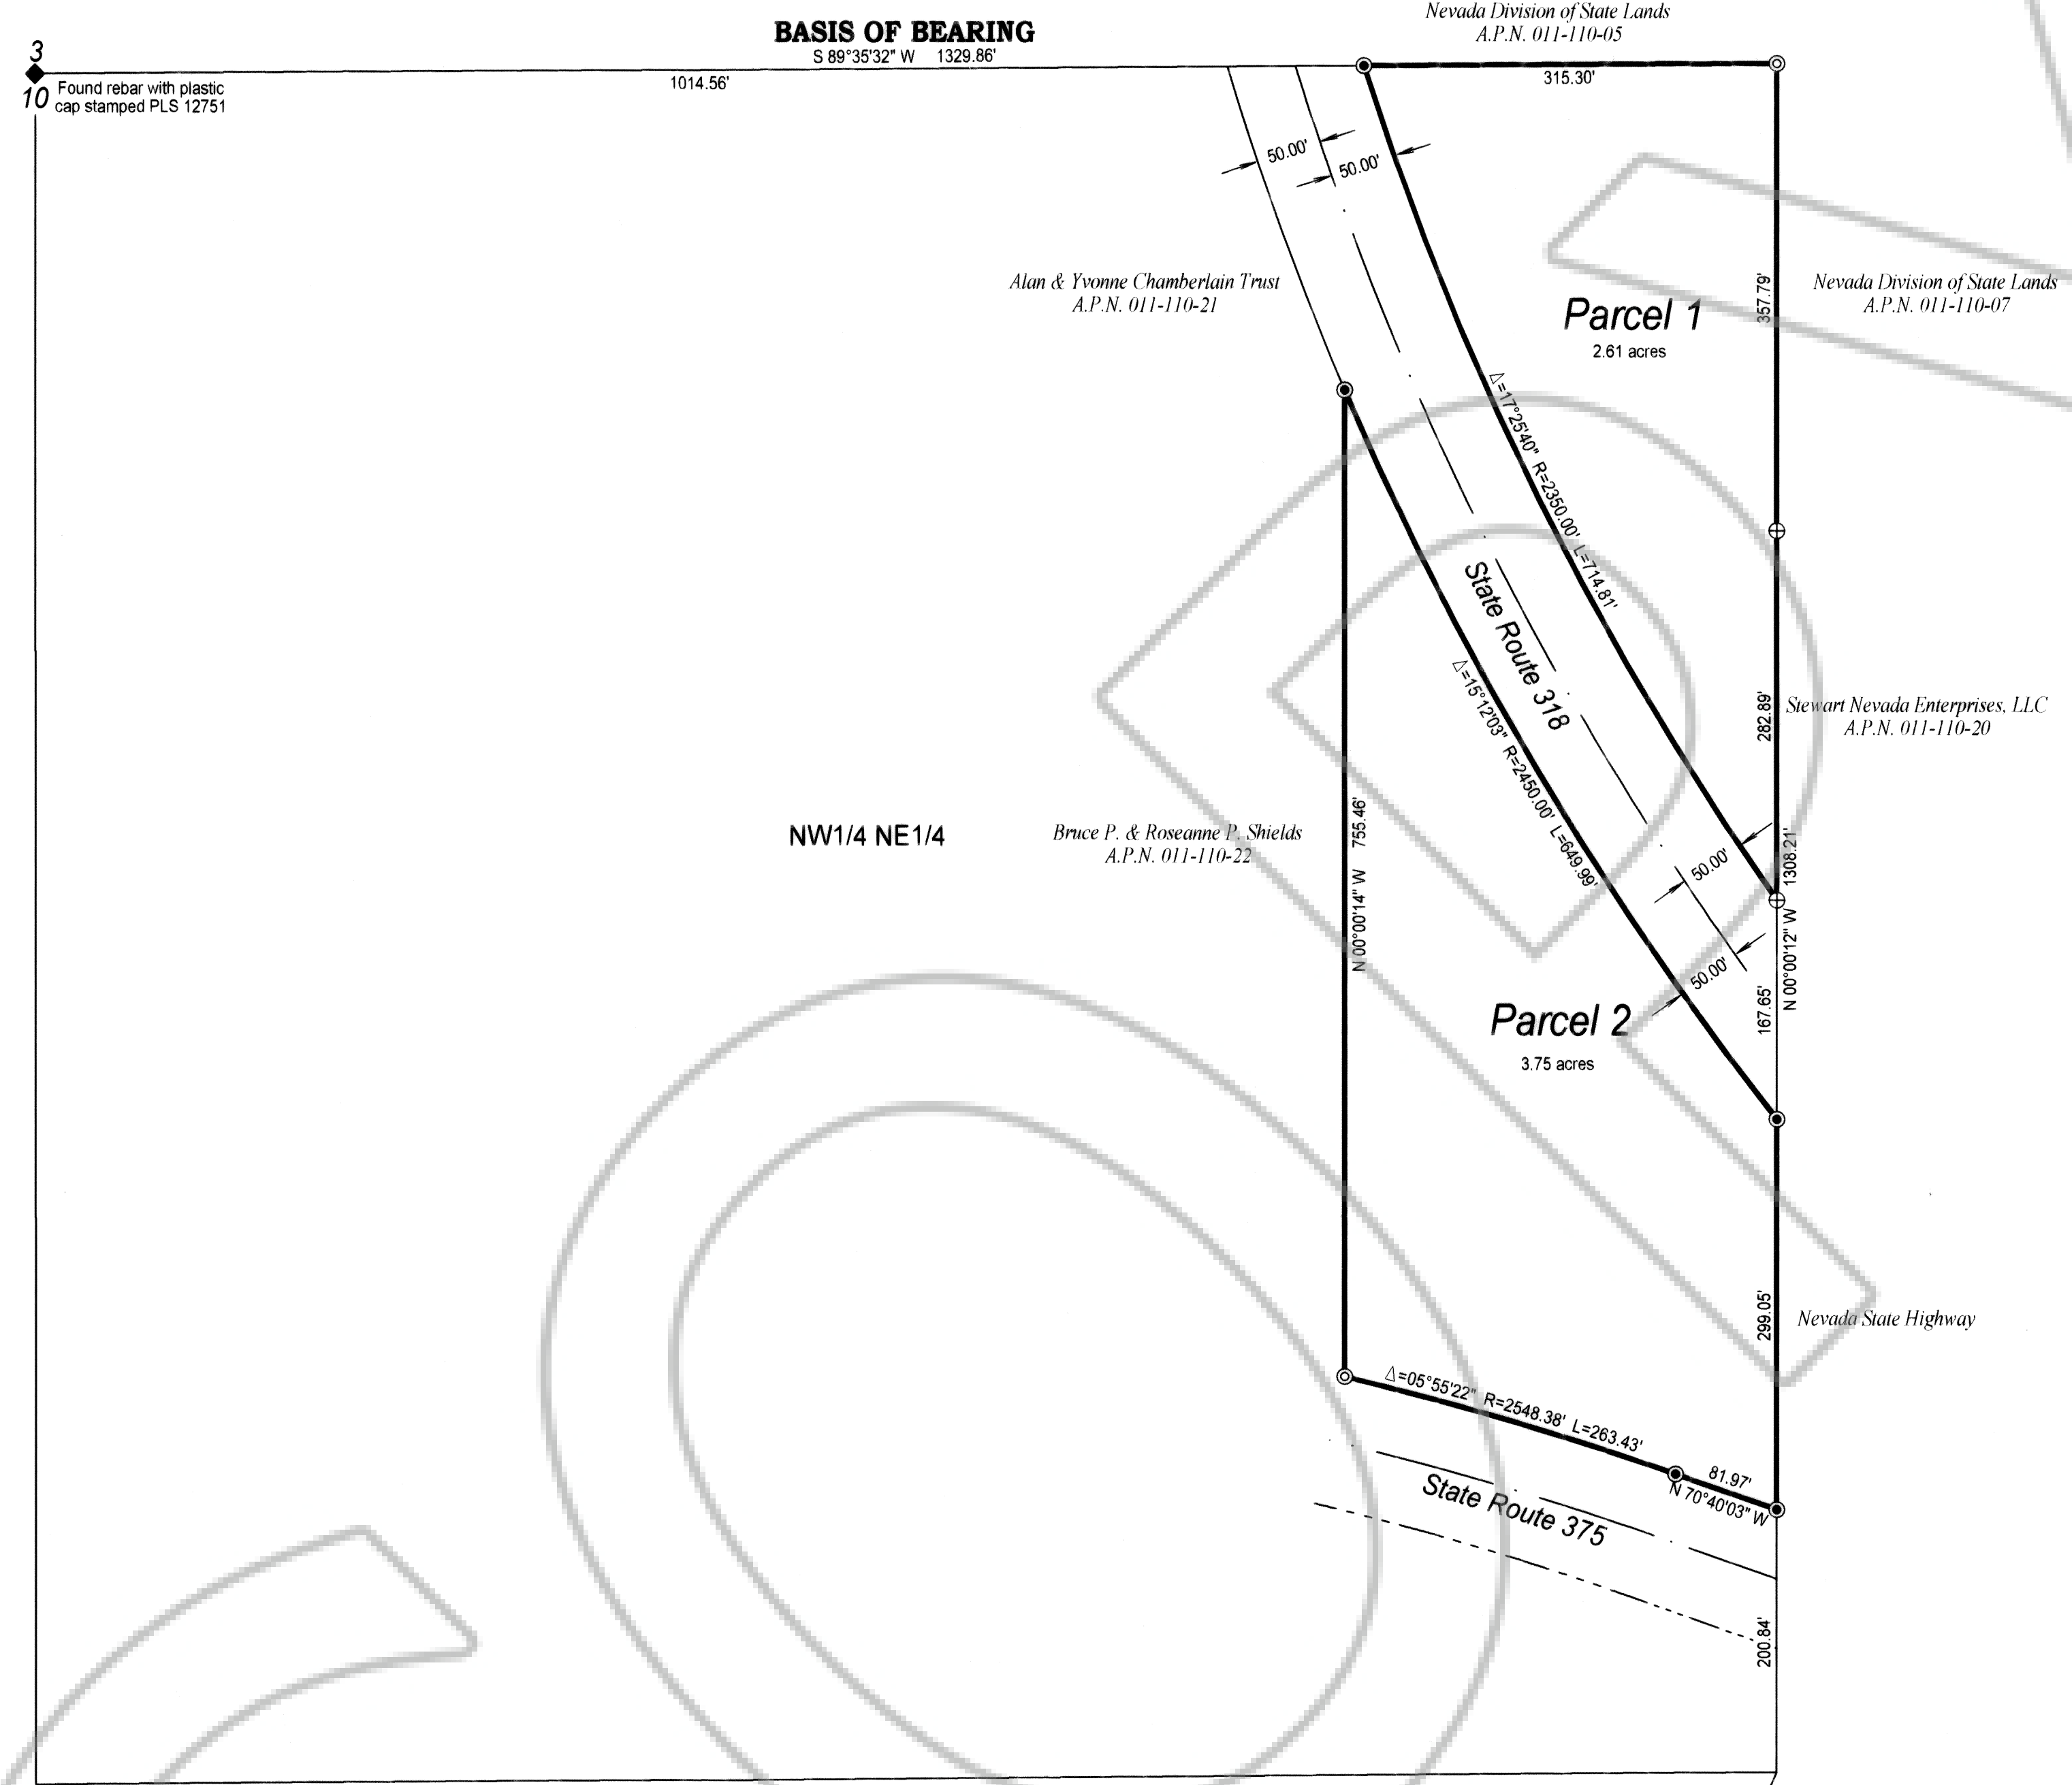 Nevada Division of State Lands
A.P.N. 011-110-05
BASIS OF BEARING
S 89°35'32" W 1329.86'
3
10
Found rebar with plastic
cap stamped PLS 12751
1014.56'
315.30'
50.00'
50.00'
Alan & Yvonne Chamberlain Trust
A.P.N. 011-110-21
Parcel 1
2.61 acres
357.79'
Nevada Division of State Lands
A.P.N. 011-110-07
Δ=17°25'40" R=2350.00' L=714.81'
State Route 318
Δ=15°12'03" R=2450.00' L=649.99'
282.89'
Stewart Nevada Enterprises, LLC
A.P.N. 011-110-20
NW1/4 NE1/4
Bruce P. & Roseanne P. Shields
A.P.N. 011-110-22
N 00°00'14" W 755.46'
50.00'
50.00'
N 00°00'12" W 1308.21'
167.65'
Parcel 2
3.75 acres
299.05'
Nevada State Highway
Δ=05°55'22" R=2548.38' L=263.43'
81.97'
N 70°40'03" W
State Route 375
200.84'